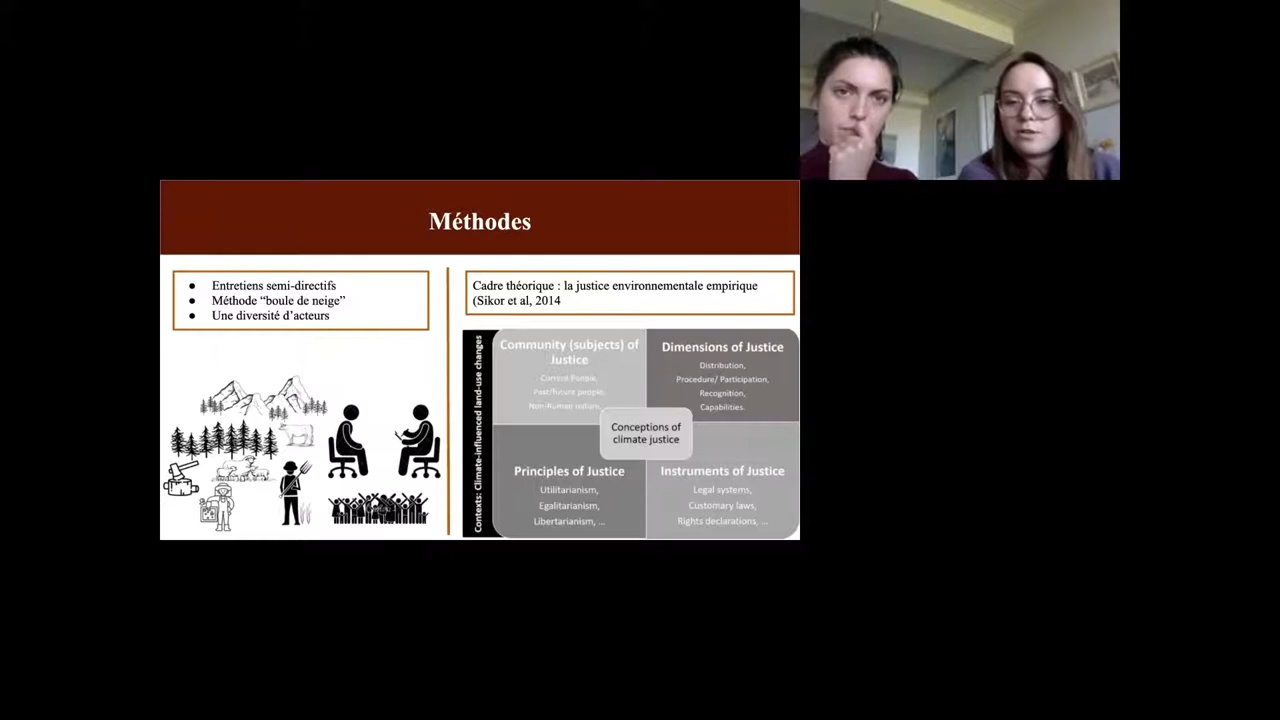 Méthodes
● Entretiens semi-directifs
● Méthode “boule de neige”
● Une diversité d’acteurs
Cadre théorique : la justice environnementale empirique
(Sikor et al, 2014
Contexts: Climate-influenced land-use changes
Community (subjects) of
Justice
Current People,
Past/future people,
Non-human nature,
Dimensions of Justice
Distribution,
Procedure/ Participation,
Recognition,
Capabilities.
Conceptions of
climate justice
Principles of Justice
Utilitarianism,
Egalitarianism,
Libertarianism, ...
Instruments of Justice
Legal systems,
Customary laws,
Rights declarations, ...